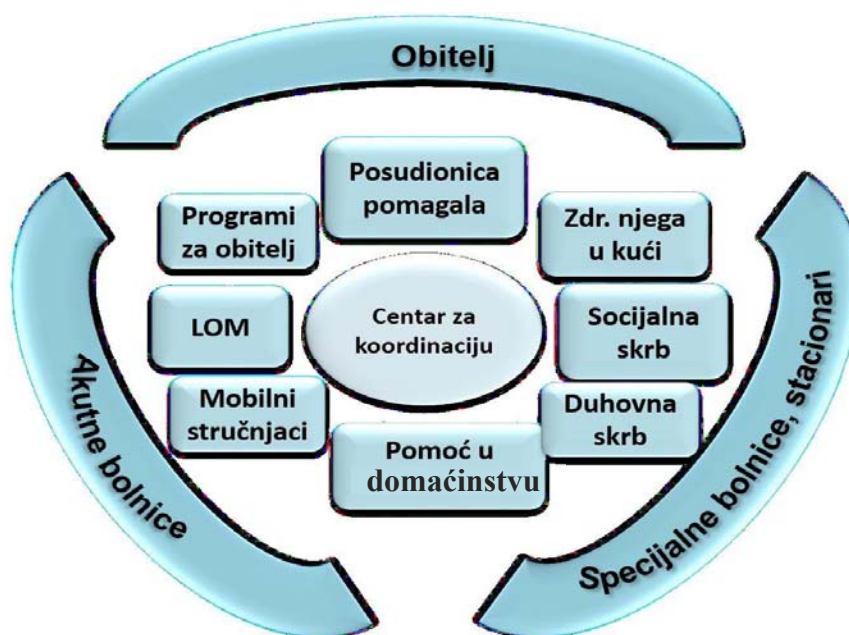 Obitelj
Posudionica
pomagala
Programi
za obitelj
Zdr. njega
u kući
LOM
Centar za
koordinaciju
Socijalna
skrb
Mobilni
stručnjaci
Duhovna
skrb
Pomoć u
domaćinstvu
Akutne bolnice
Specijalne bolnice, stacionari